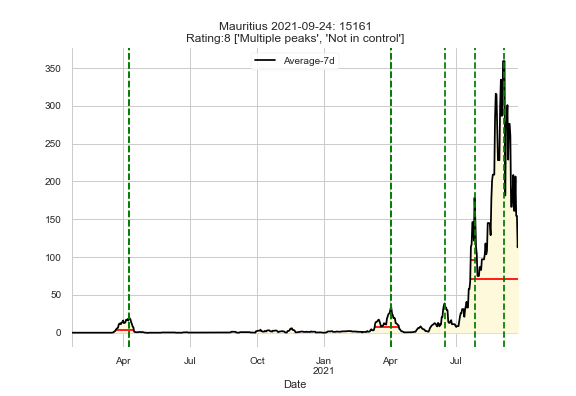 Mauritius 2021-09-24: 15161
Rating:8 ['Multiple peaks', 'Not in control']
Average-7d
350
300
250
200
150
100
50
0
Apr Jul Oct Jan Apr Jul
2021
Date